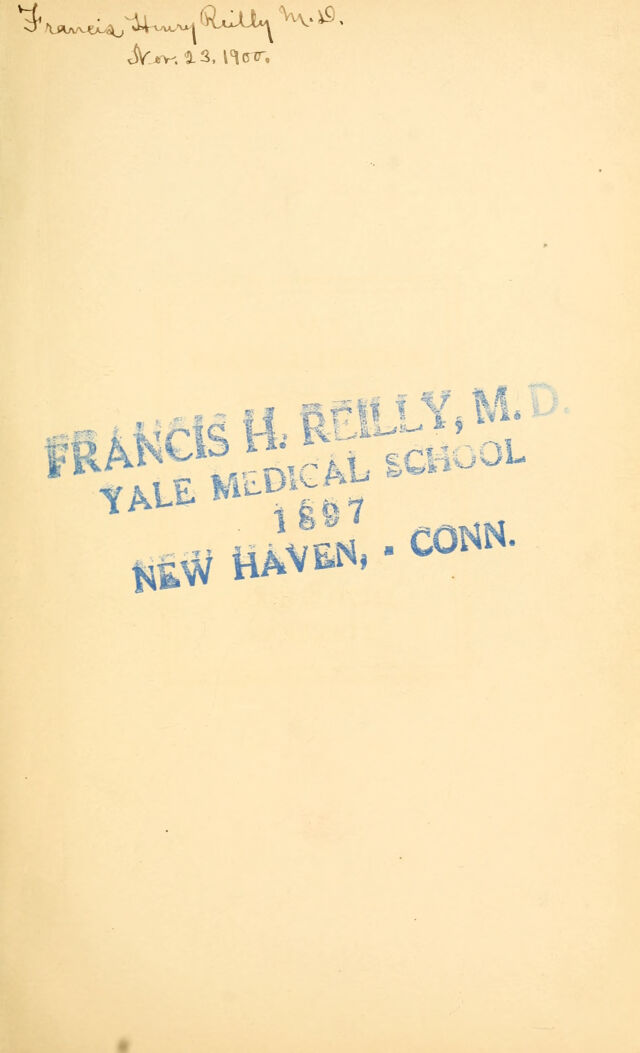 Francis Henry Reilly M.D.
Nov. 23, 1900.
FRANCIS H. REILLY, M.D.
YALE MEDICAL SCHOOL
1897
NEW HAVEN, - CONN.